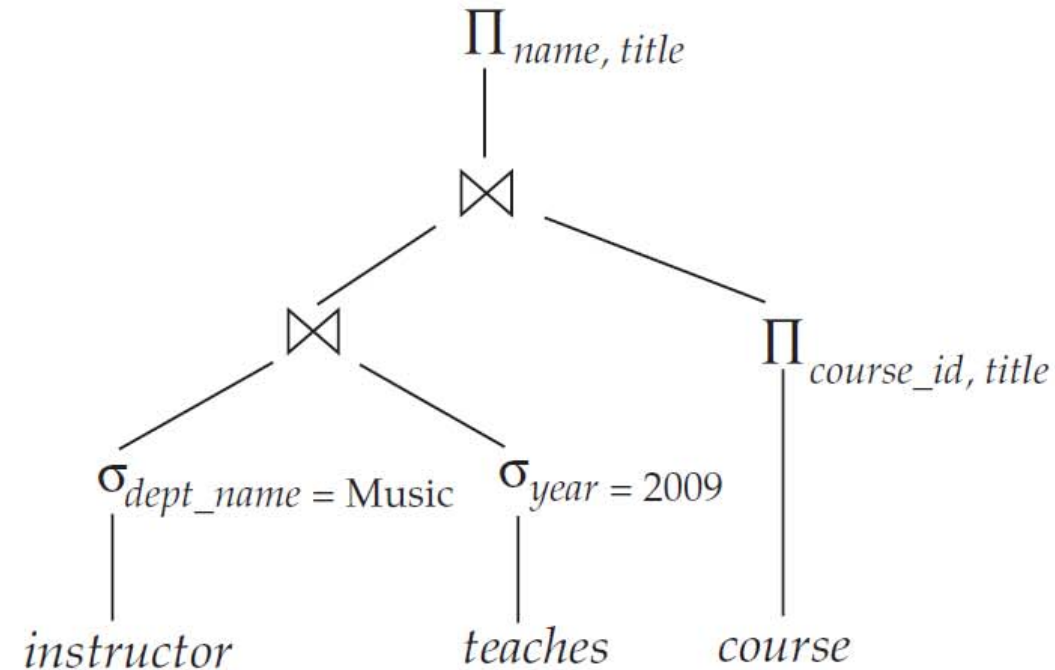 Π name, title
⋈
⋈
Π course_id, title
σ dept_name = Music
σ year = 2009
instructor
teaches
course